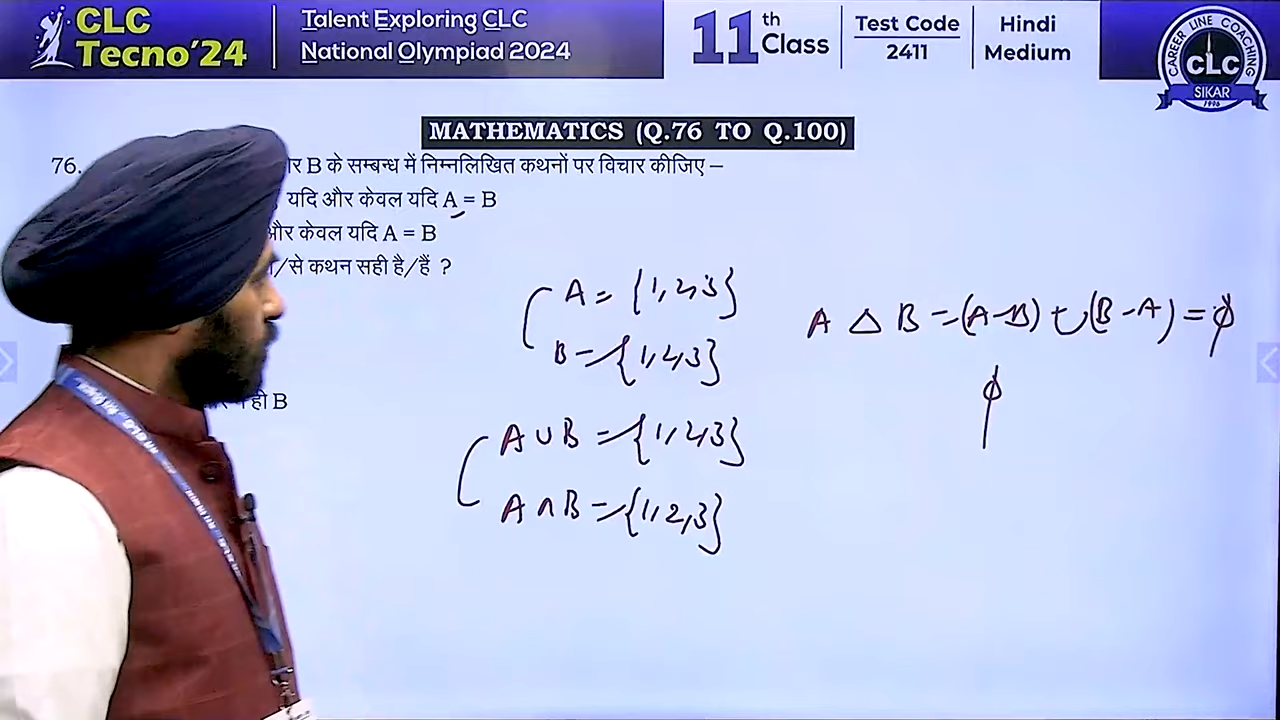 CLC
Tecno'24
Talent Exploring CLC
National Olympiad 2024
11th Class
Test Code
2411
Hindi
Medium
CAREER LINE COACHING
CLC
SIKAR
1996
MATHEMATICS (Q.76 TO Q.100)
76. B के सम्बन्ध में निम्नलिखित कथनों पर विचार कीजिए –
यदि और केवल यदि A = B
और केवल यदि A = B
/से कथन सही है/हैं ?
ही B
A = {1,2,3}
B = {1,2,3}
A ∪ B = {1,2,3}
A ∩ B = {1,2,3}
A △ B = (A-B) ∪ (B-A) = ϕ
ϕ